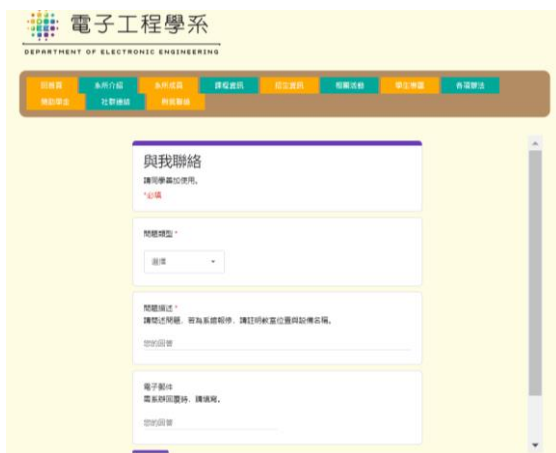 電子工程學系
DEPARTMENT OF ELECTRONIC ENGINEERING
回首頁 系所介紹 系所成員 課程資訊 招生資訊 相關活動 學生專區 各項辦法
獎助學金 社群連結 與我聯絡
與我聯絡
請同學善加使用。
*必填
問題類型 *
選擇
問題描述 *
請簡述問題，若為系館報修，請註明教室位置與設備名稱。
您的回答
電子郵件
需系辦回覆時，請填寫。
您的回答